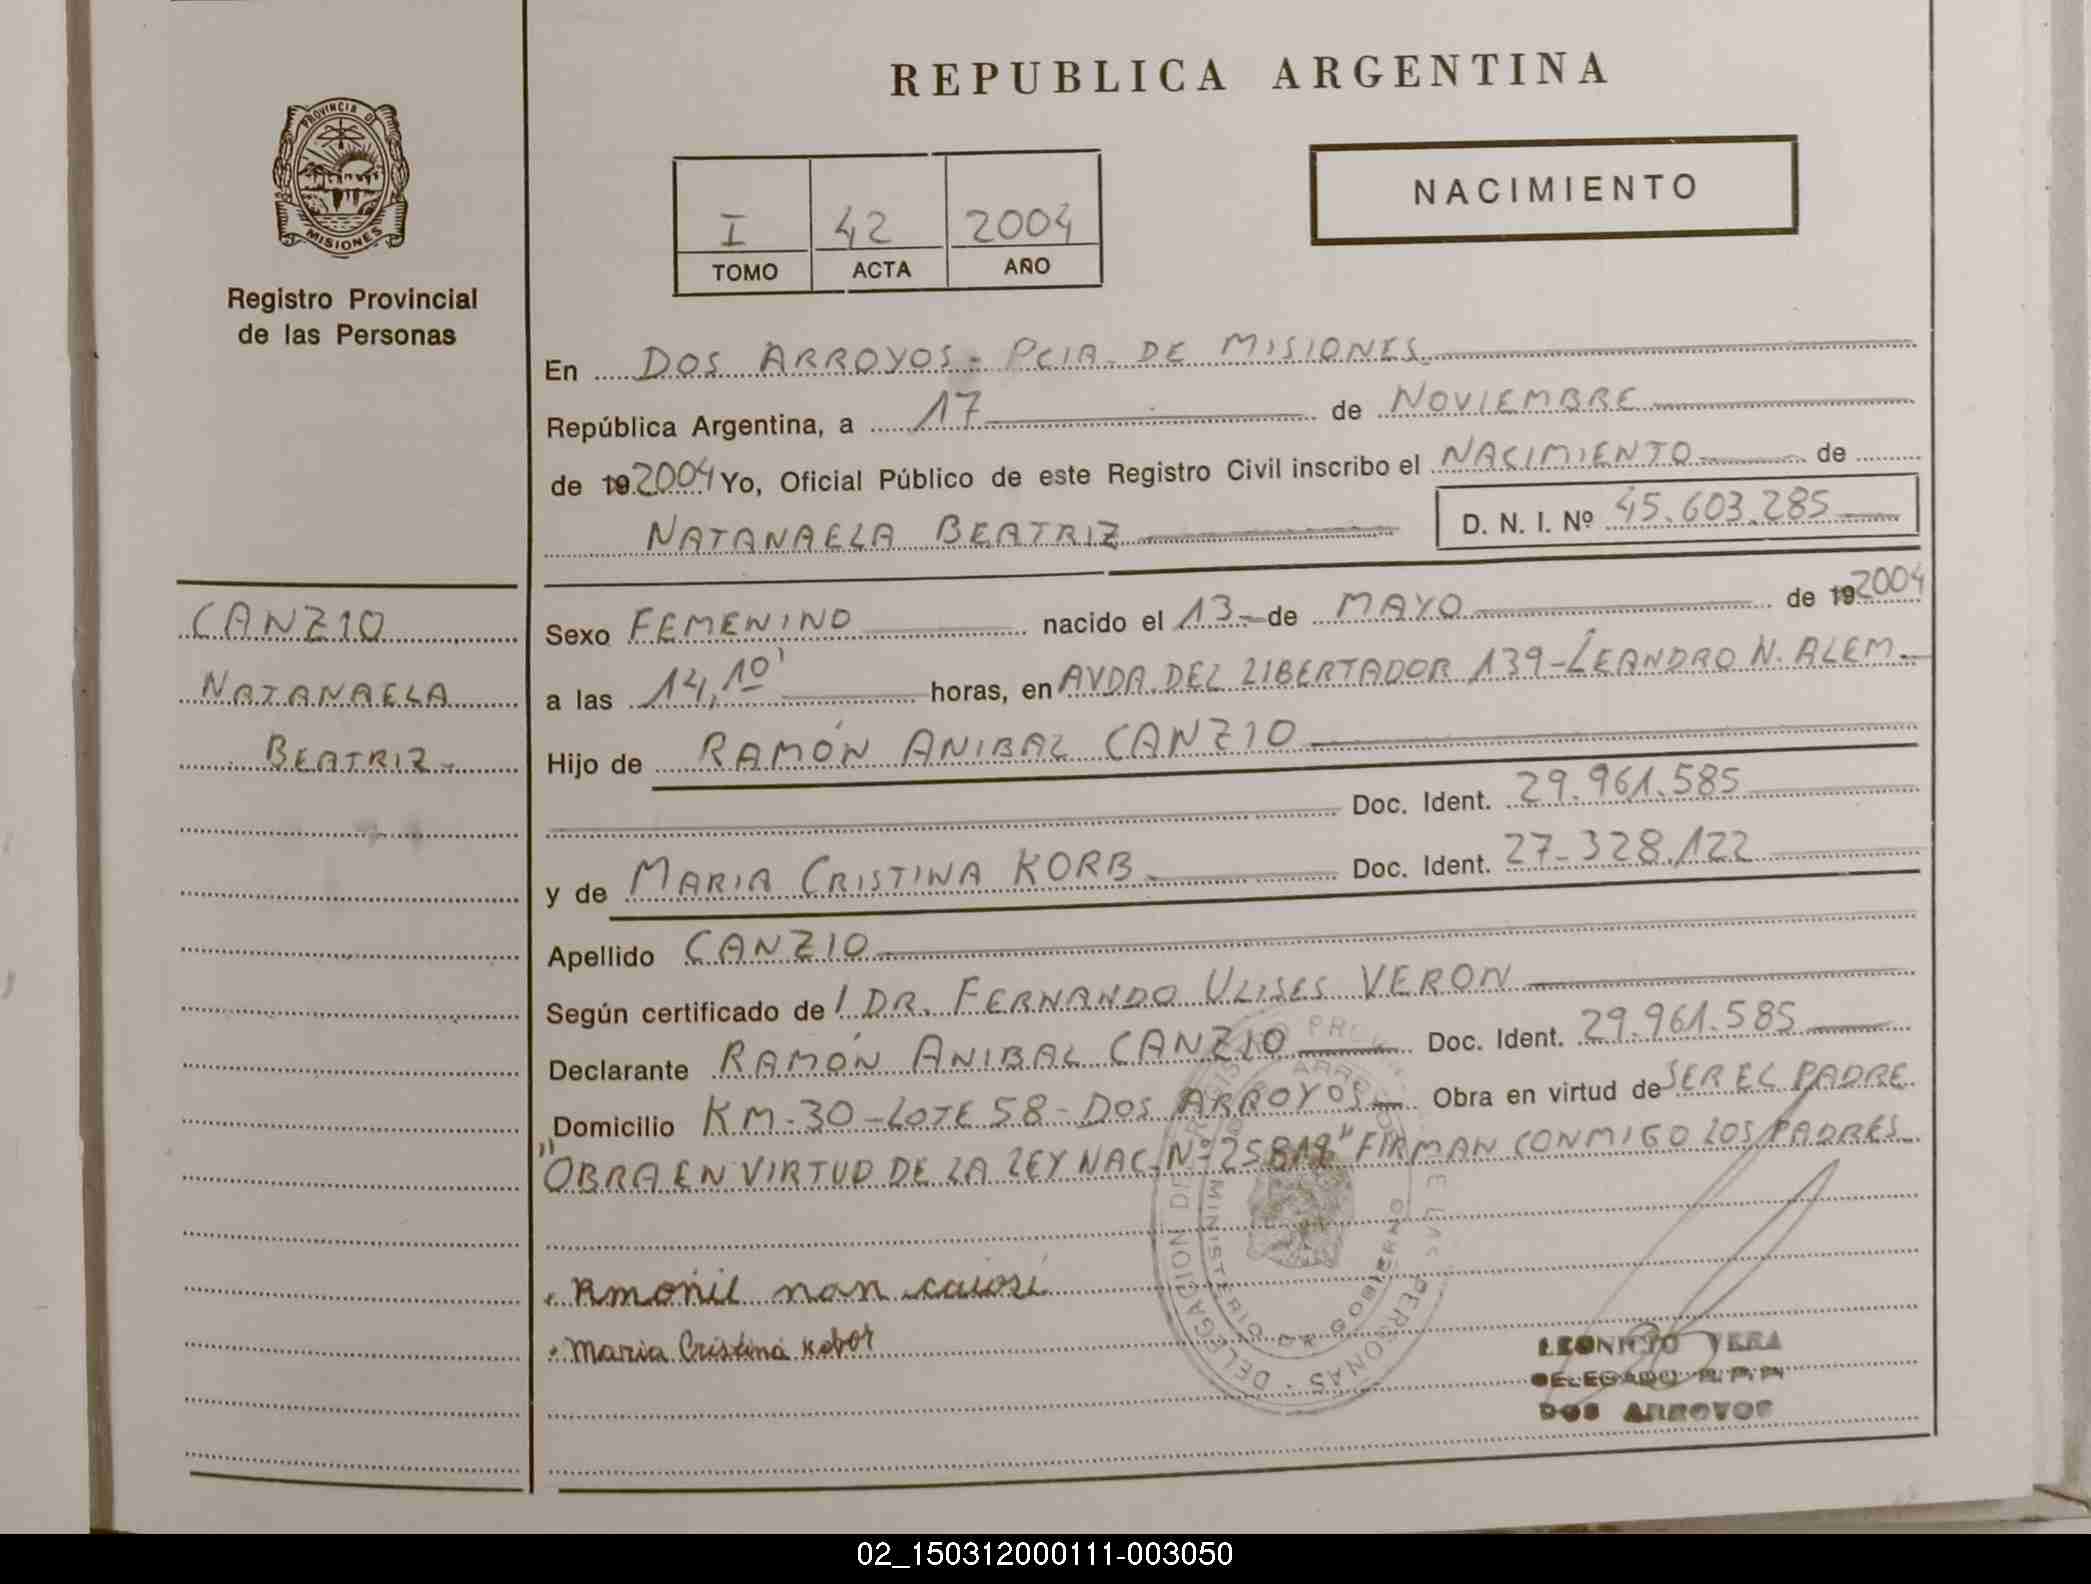 REPUBLICA ARGENTINA
PROVINCIA D
MISIONES
Registro Provincial
de las Personas
I 42 2004
TOMO ACTA AÑO
NACIMIENTO
En DOS ARROYOS - PCIA. DE MISIONES
República Argentina, a 17 de NOVIEMBRE
de 19 2004 Yo, Oficial Público de este Registro Civil inscribo el NACIMIENTO de
NATANAELA BEATRIZ D. N. I. Nº 45.603.285
CANZIO
NATANAELA
BEATRIZ -
Sexo FEMENINO nacido el 13 - de MAYO de 19 2004
a las 14,10' horas, en AVDA. DEL LIBERTADOR 139 - LEANDRO N. ALEM -
Hijo de RAMÓN ANIBAL CANZIO
Doc. Ident. 29.961.585
y de MARIA CRISTINA KORB Doc. Ident. 27-328.122
Apellido CANZIO
Según certificado de / DR. FERNANDO ULISES VERON
Declarante RAMÓN ANIBAL CANZIO Doc. Ident. 29.961.585
Domicilio KM-30-LOTE 58- DOS ARROYOS Obra en virtud de SER EL PADRE
"OBRA EN VIRTUD DE LA LEY NAC. Nº 25819" FIRMAN CONMIGO LOS PADRES
Maria Cristina
DELEGACION DE PERSONAS
MINISTERIO GOBIERNO
VERA
DELEGADO
DOS ARROYOS
02_150312000111-003050